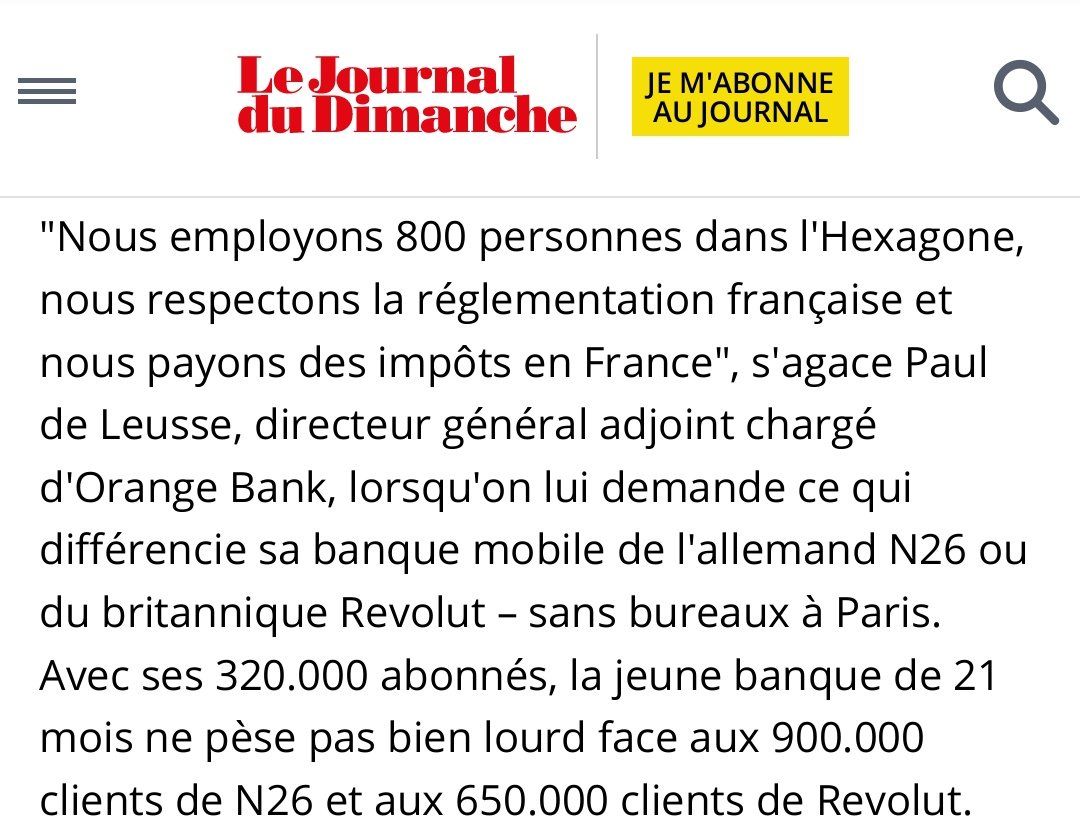 Le Journal
du Dimanche
JE M'ABONNE
AU JOURNAL
"Nous employons 800 personnes dans l'Hexagone,
nous respectons la réglementation française et
nous payons des impôts en France", s'agace Paul
de Leusse, directeur général adjoint chargé
d'Orange Bank, lorsqu'on lui demande ce qui
différencie sa banque mobile de l'allemand N26 ou
du britannique Revolut – sans bureaux à Paris.
Avec ses 320.000 abonnés, la jeune banque de 21
mois ne pèse pas bien lourd face aux 900.000
clients de N26 et aux 650.000 clients de Revolut.